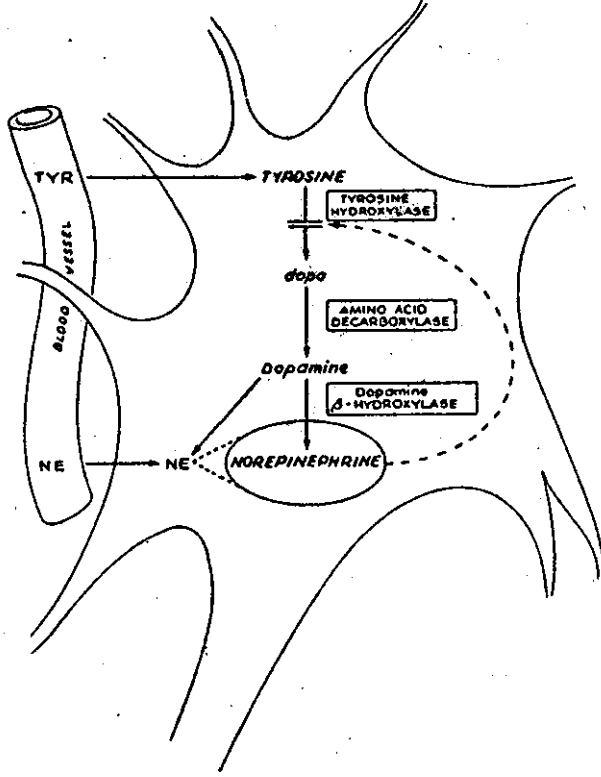 TYR
TYROSINE
TYROSINE
HYDROXYLASE
BLOOD VESSEL
dopa
AMINO ACID
DECARBOXYLASE
Dopamine
Dopamine
β-HYDROXYLASE
NE
NE
NOREPINEPHRINE